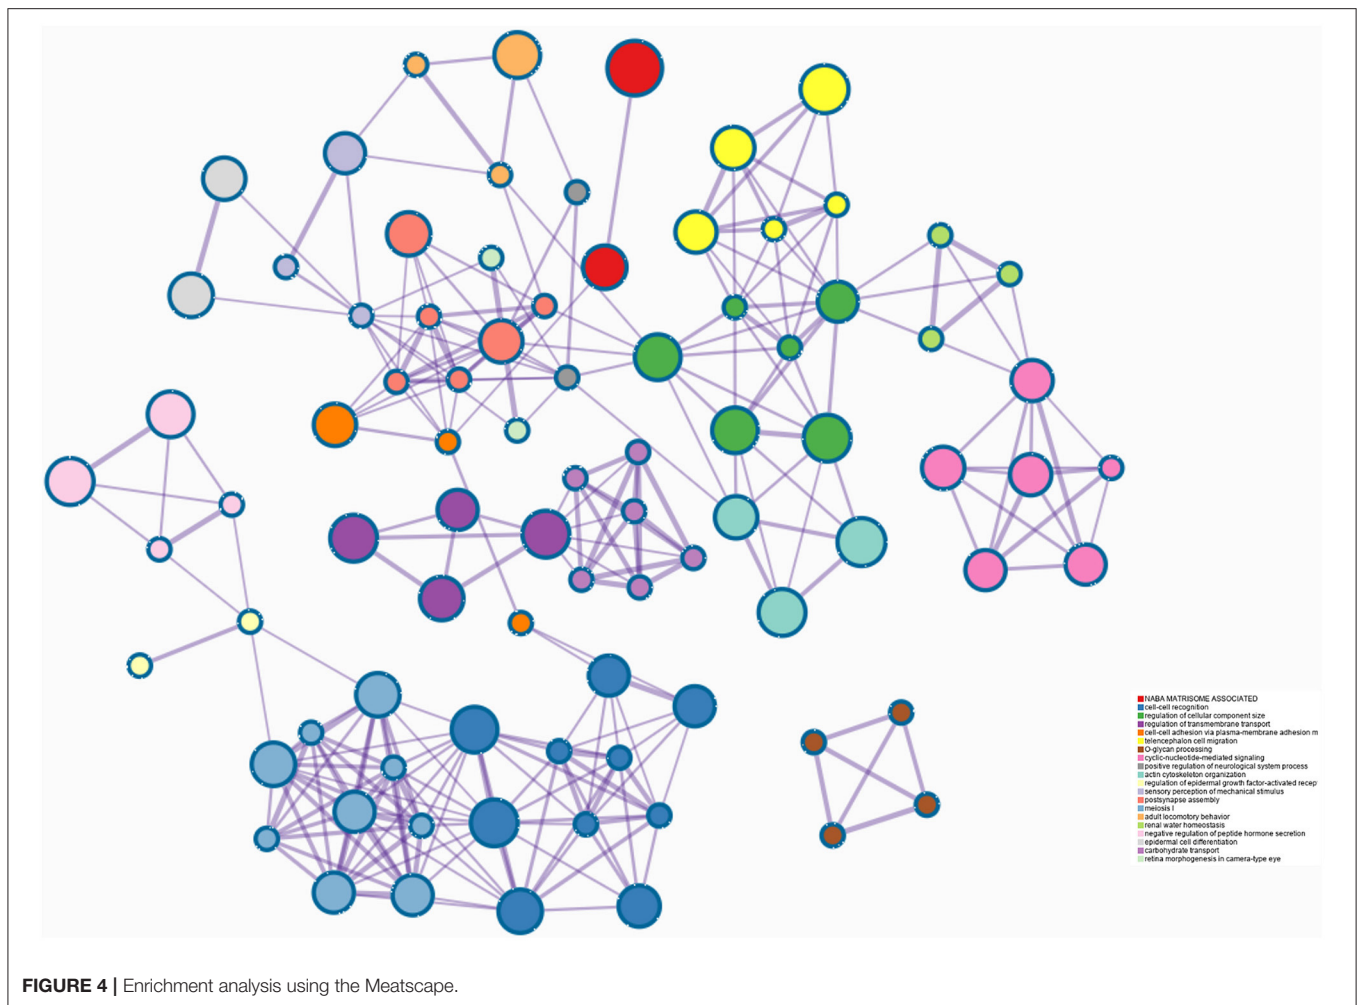 NABA MATRISOME ASSOCIATED
cell-cell recognition
regulation of cellular component size
regulation of transmembrane transport
cell-cell adhesion via plasma-membrane adhesion m
telencephalon cell migration
O-glycan processing
cyclic-nucleotide-mediated signaling
positive regulation of neurological system process
actin cytoskeleton organization
regulation of epidermal growth factor-activated recep
sensory perception of mechanical stimulus
postsynapse assembly
meiosis I
adult locomotory behavior
renal water homeostasis
negative regulation of peptide hormone secretion
epidermal cell differentiation
carbohydrate transport
retina morphogenesis in camera-type eye
FIGURE 4 | Enrichment analysis using the Meatscape.